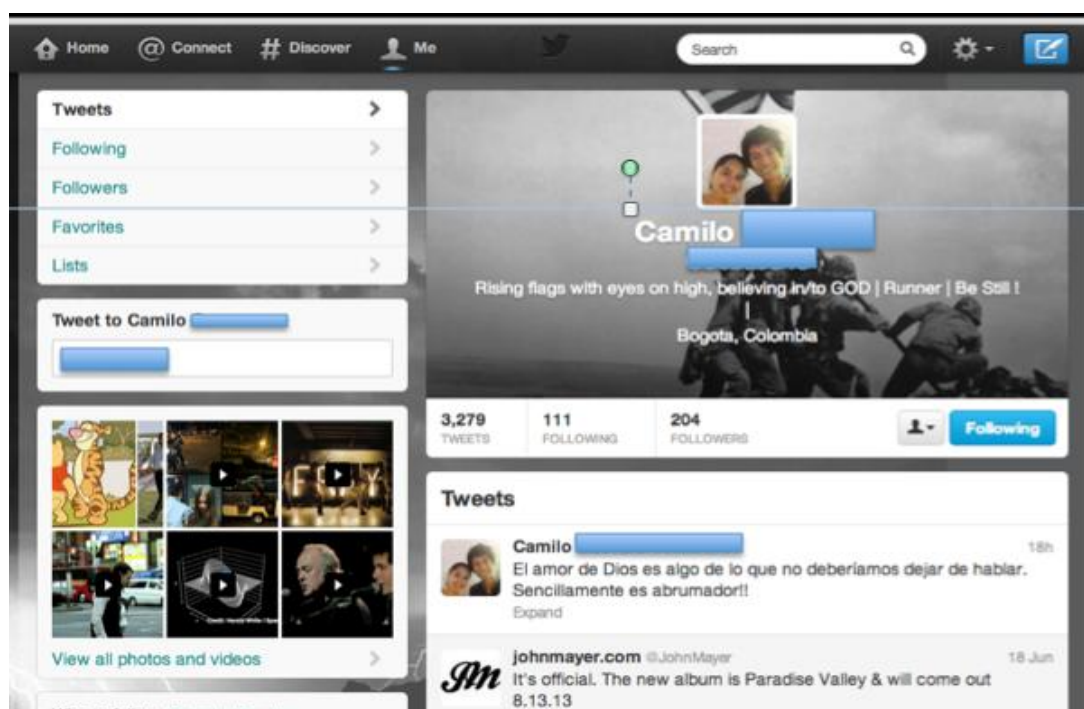 Home Connect # Discover Me Search
Tweets
Following
Followers
Favorites
Lists
Tweet to Camilo
View all photos and videos
Camilo
Rising flags with eyes on high, believing in/to GOD | Runner | Be Still !
|
Bogota, Colombia
3,279 111 204
TWEETS FOLLOWING FOLLOWERS
Following
Tweets
Camilo 18h
El amor de Dios es algo de lo que no deberíamos dejar de hablar.
Sencillamente es abrumador!!
Expand
johnmayer.com @JohnMayer 18 Jun
It's official. The new album is Paradise Valley & will come out
8.13.13